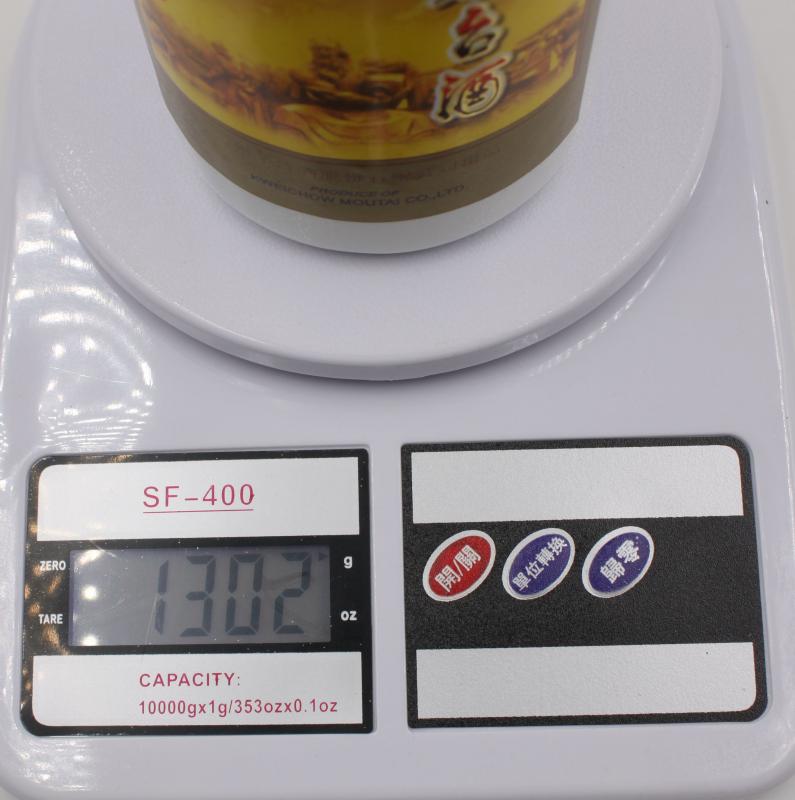 台酒
PRODUCE OF
KWEICHOW MOUTAI CO.,LTD.
SF-400
ZERO
g
1302
TARE
oz
CAPACITY:
10000gx1g/353ozx0.1oz
開/關
單位轉換
歸零